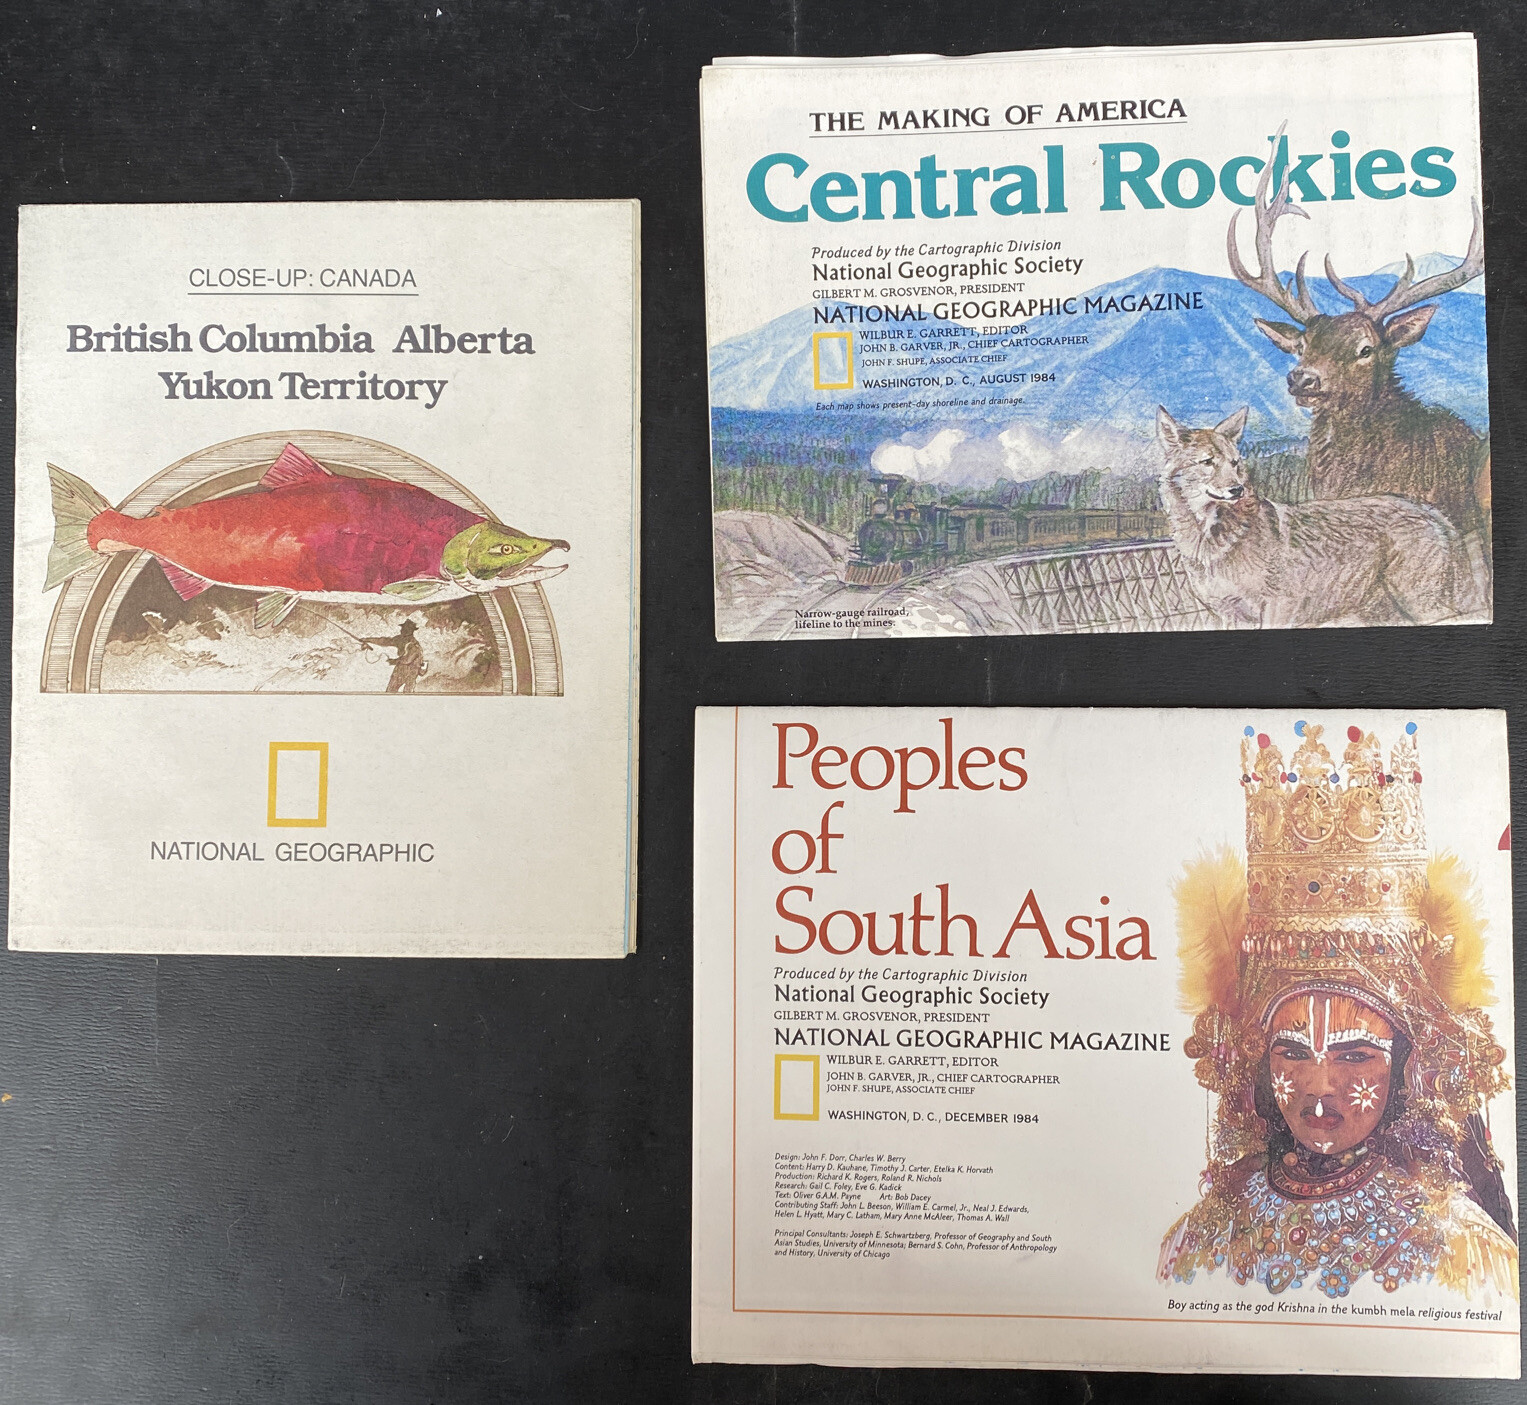 CLOSE-UP: CANADA
British Columbia Alberta
Yukon Territory
NATIONAL GEOGRAPHIC
THE MAKING OF AMERICA
Central Rockies
Produced by the Cartographic Division
National Geographic Society
GILBERT M. GROSVENOR, PRESIDENT
NATIONAL GEOGRAPHIC MAGAZINE
WILBUR E. GARRETT, EDITOR
JOHN B. GARVER, JR., CHIEF CARTOGRAPHER
JOHN F. SHUPE, ASSOCIATE CHIEF
WASHINGTON, D. C., AUGUST 1984
Each map shows present-day shoreline and drainage.
Narrow-gauge railroad,
lifeline to the mines.
Peoples
of
South Asia
Produced by the Cartographic Division
National Geographic Society
GILBERT M. GROSVENOR, PRESIDENT
NATIONAL GEOGRAPHIC MAGAZINE
WILBUR E. GARRETT, EDITOR
JOHN B. GARVER, JR., CHIEF CARTOGRAPHER
JOHN F. SHUPE, ASSOCIATE CHIEF
WASHINGTON, D. C., DECEMBER 1984
Design: John F. Dorr, Charles W. Berry
Content: Harry D. Kauhane, Timothy J. Carter, Etelka K. Horvath
Production: Richard K. Rogers, Roland R. Nichols
Research: Gail C. Foley, Eve G. Kadick
Text: Oliver G.A.M. Payne Art: Bob Dacey
Contributing Staff: John L. Beeson, William E. Carmel, Jr., Neal J. Edwards,
Helen L. Hyatt, Mary C. Latham, Mary Anne McAleer, Thomas A. Wall
Principal Consultants: Joseph E. Schwartzberg, Professor of Geography and South
Asian Studies, University of Minnesota; Bernard S. Cohn, Professor of Anthropology
and History, University of Chicago
Boy acting as the god Krishna in the kumbh mela religious festival